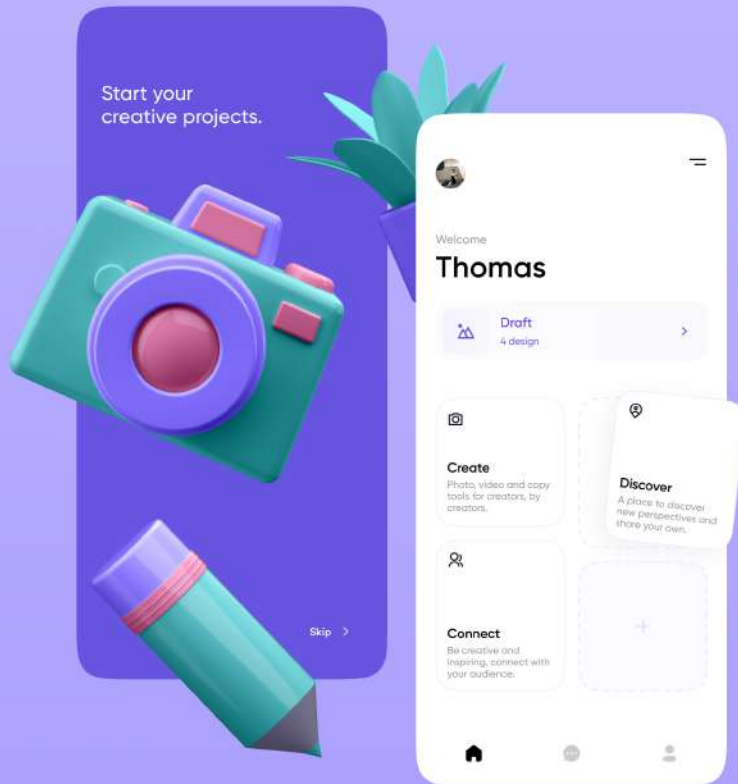 Start your
creative projects.
Skip
Welcome
Thomas
Draft
4 design
Create
Photo, video and copy
tools for creators, by
creators.
Discover
A place to discover
new perspectives and
share your own.
Connect
Be creative and
inspiring, connect with
your audience.